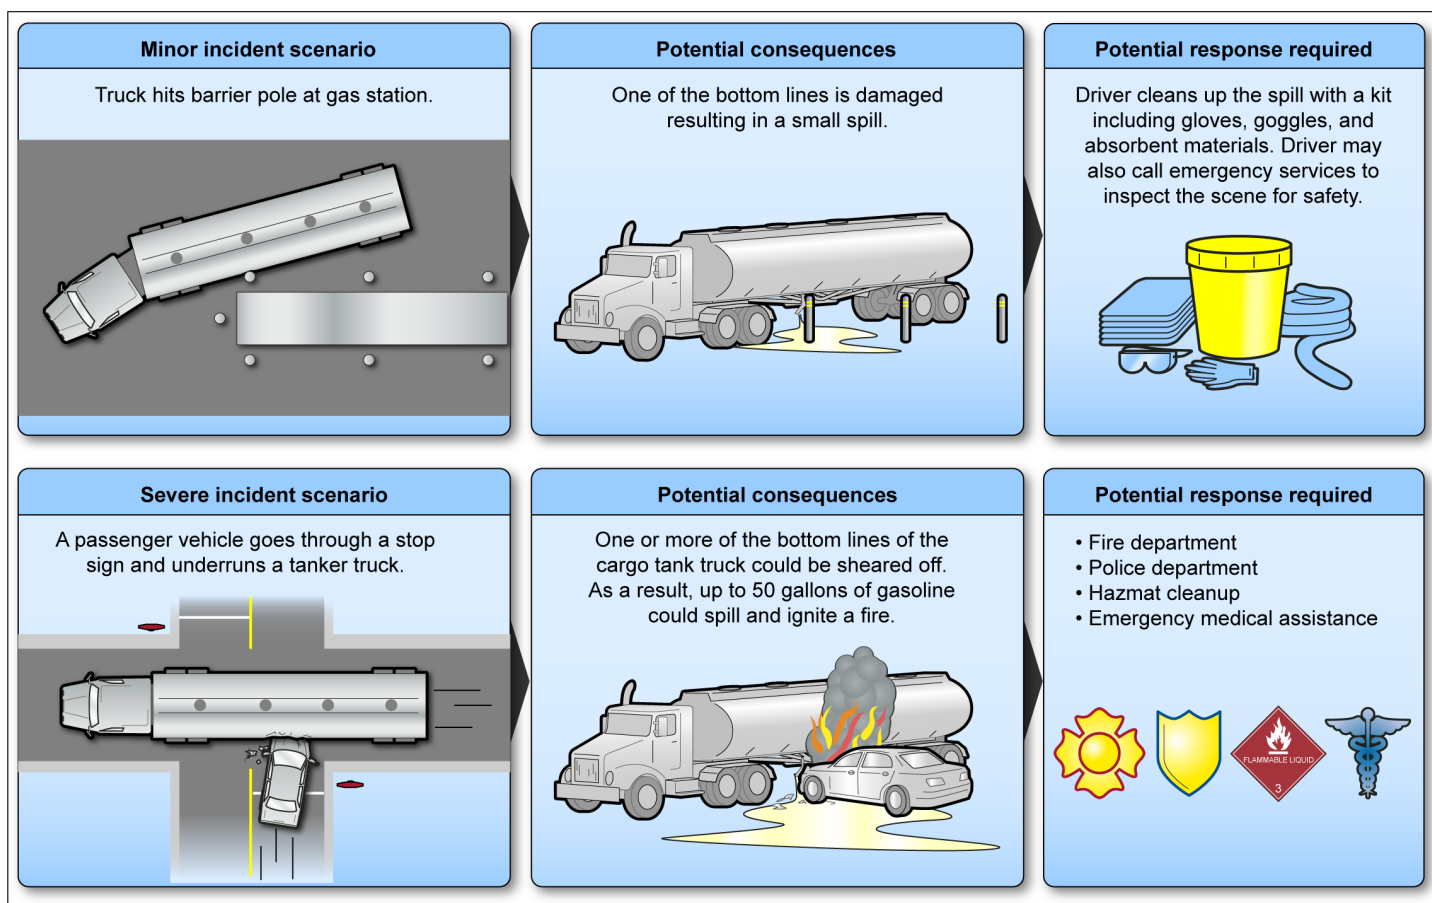 Minor incident scenario
Truck hits barrier pole at gas station.
Potential consequences
One of the bottom lines is damaged
resulting in a small spill.
Potential response required
Driver cleans up the spill with a kit
including gloves, goggles, and
absorbent materials. Driver may
also call emergency services to
inspect the scene for safety.
Severe incident scenario
A passenger vehicle goes through a stop
sign and underruns a tanker truck.
Potential consequences
One or more of the bottom lines of the
cargo tank truck could be sheared off.
As a result, up to 50 gallons of gasoline
could spill and ignite a fire.
Potential response required
• Fire department
• Police department
• Hazmat cleanup
• Emergency medical assistance
FLAMMABLE LIQUID
3